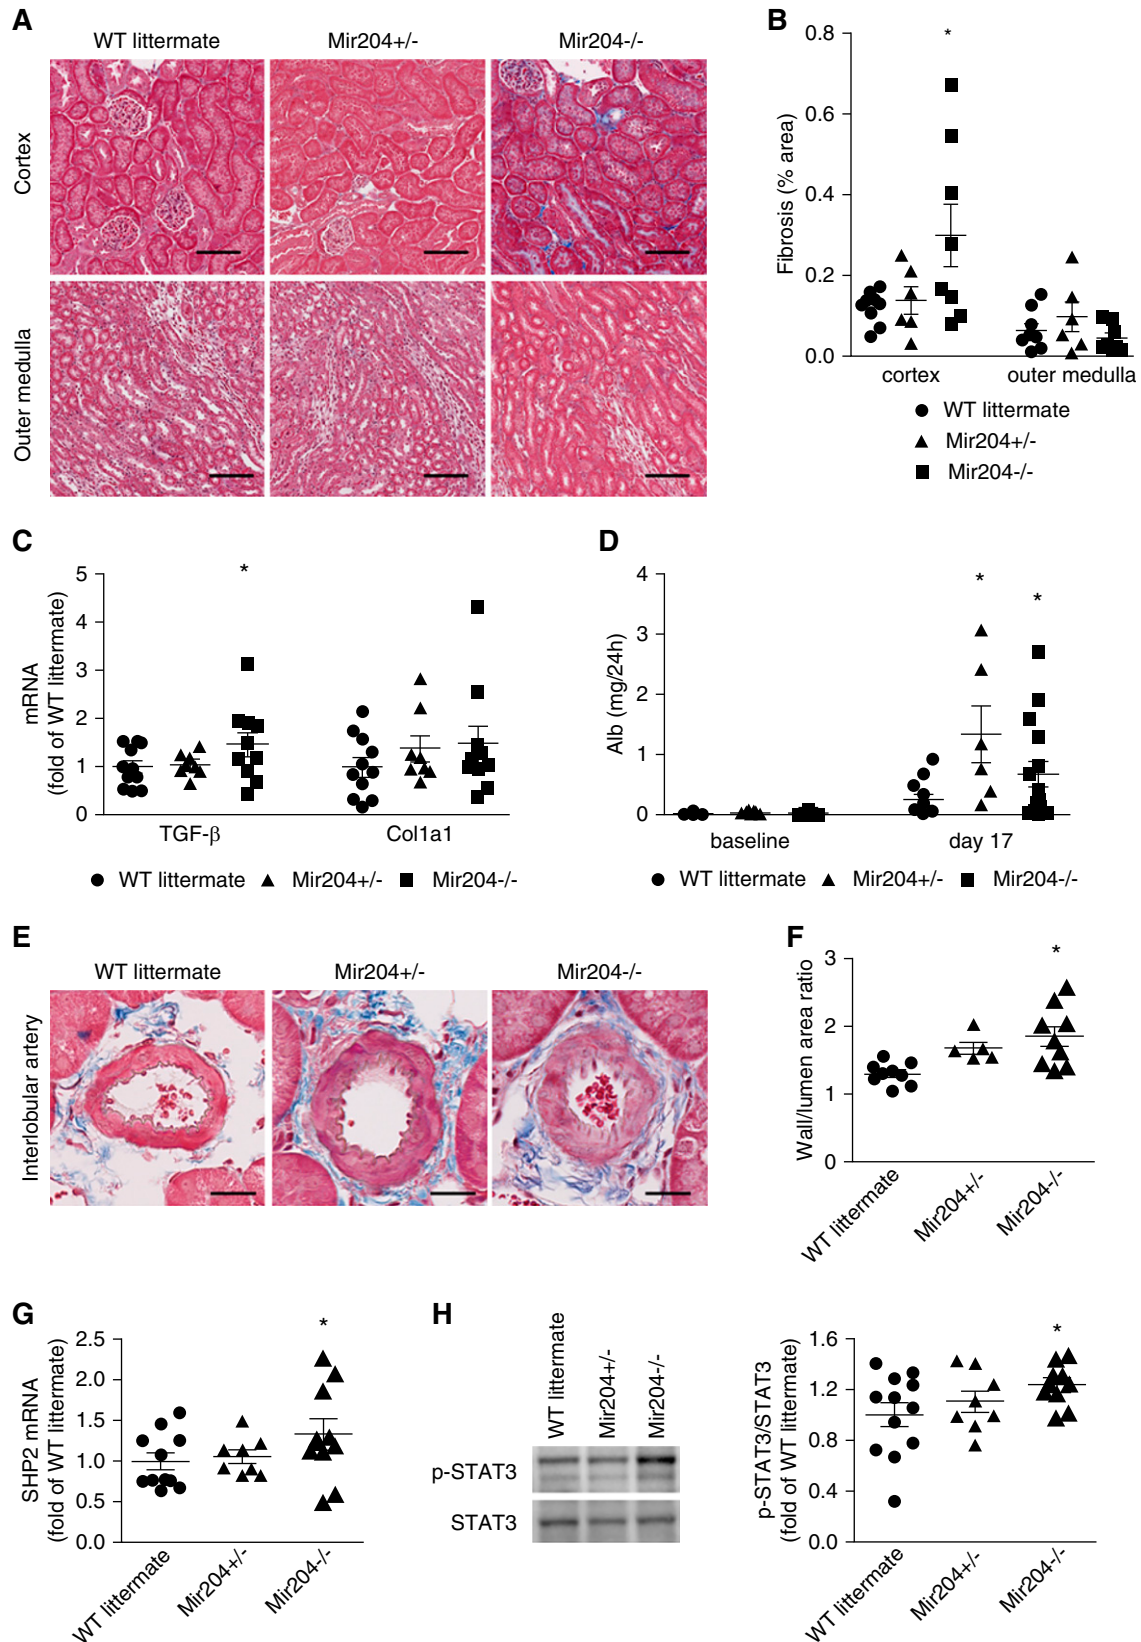 A
WT littermate Mir204+/- Mir204-/-
Cortex
Outer medulla
B
*
Fibrosis (% area)
0.8
0.6
0.4
0.2
0.0
cortex outer medulla
WT littermate
Mir204+/-
Mir204-/-
C
*
mRNA
(fold of WT littermate)
5
4
3
2
1
0
TGF-β Col1a1
WT littermate Mir204+/- Mir204-/-
D
* *
Alb (mg/24h)
4
3
2
1
0
baseline day 17
WT littermate Mir204+/- Mir204-/-
E
WT littermate Mir204+/- Mir204-/-
Interlobular artery
F
*
Wall/lumen area ratio
3
2
1
0
WT littermate
Mir204+/-
Mir204-/-
G
*
SHP2 mRNA
(fold of WT littermate)
2.5
2.0
1.5
1.0
0.5
0.0
WT littermate
Mir204+/-
Mir204-/-
H
WT littermate
Mir204+/-
Mir204-/-
p-STAT3
STAT3
*
p-STAT3/STAT3
(fold of WT littermate)
1.6
1.2
0.8
0.4
0.0
WT littermate
Mir204+/-
Mir204-/-